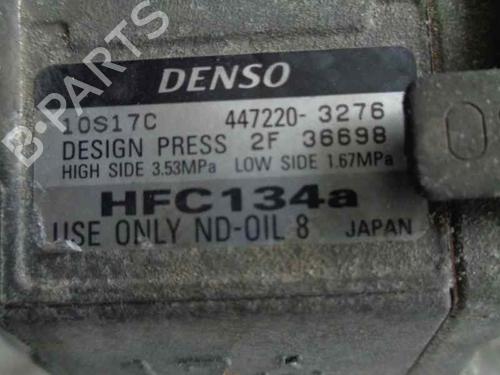 DENSO
10S17C 447220-3276
DESIGN PRESS 2F 36698
HIGH SIDE 3.53MPa LOW SIDE 1.67MPa
HFC134a
USE ONLY ND-OIL 8 JAPAN
B-PARTS